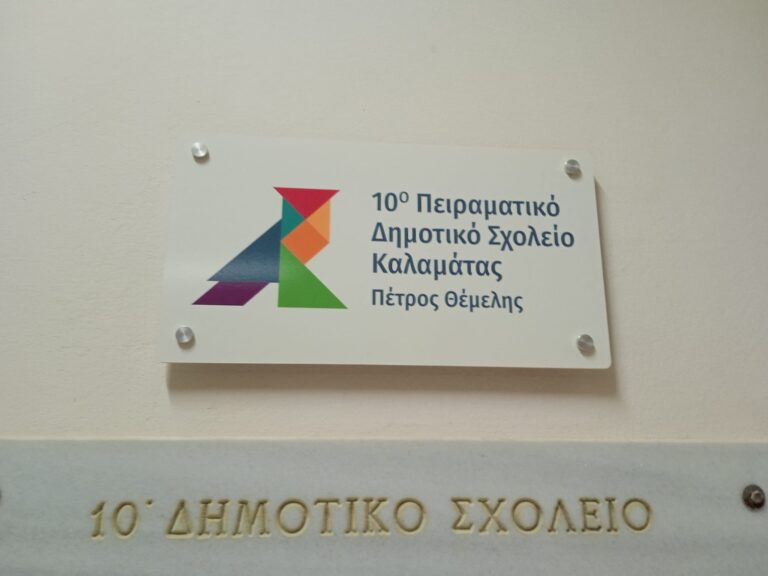 10ο Πειραματικό
Δημοτικό Σχολείο
Καλαμάτας
Πέτρος Θέμελης
10˙ ΔΗΜΟΤΙΚΟ ΣΧΟΛΕΙΟ